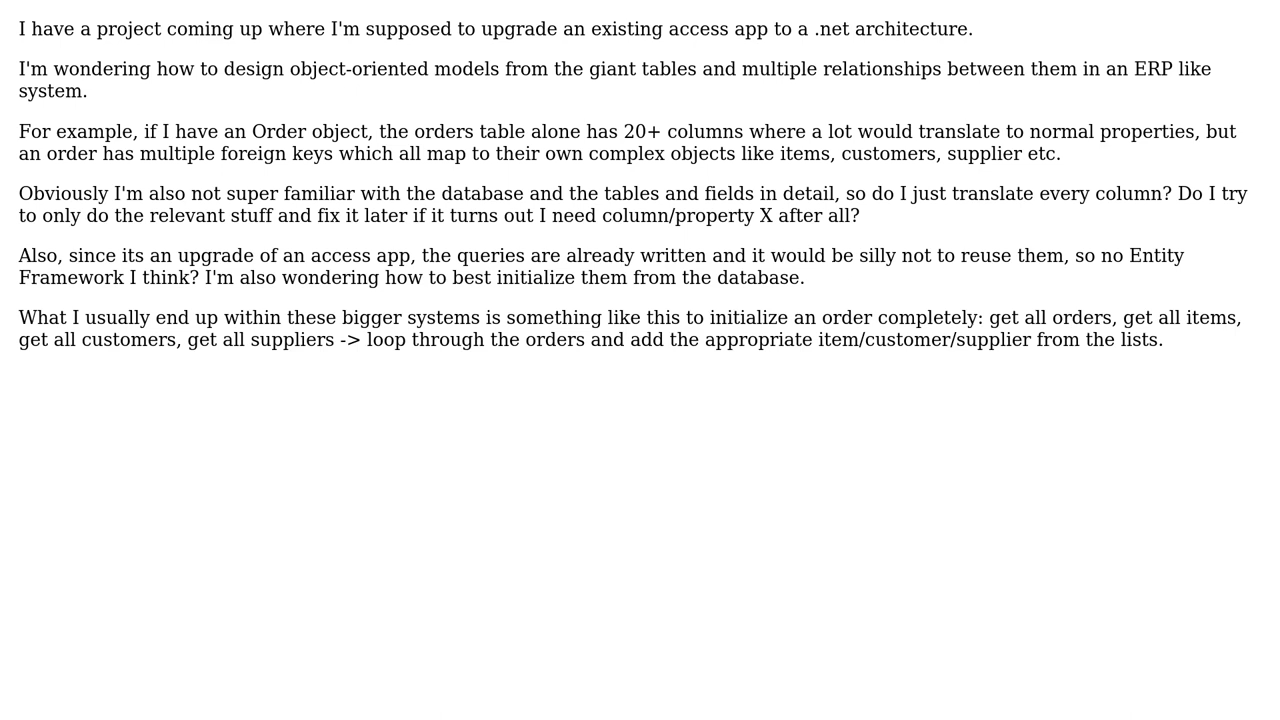 I have a project coming up where I'm supposed to upgrade an existing access app to a .net architecture.
I'm wondering how to design object-oriented models from the giant tables and multiple relationships between them in an ERP like
system.
For example, if I have an Order object, the orders table alone has 20+ columns where a lot would translate to normal properties, but
an order has multiple foreign keys which all map to their own complex objects like items, customers, supplier etc.
Obviously I'm also not super familiar with the database and the tables and fields in detail, so do I just translate every column? Do I try
to only do the relevant stuff and fix it later if it turns out I need column/property X after all?
Also, since its an upgrade of an access app, the queries are already written and it would be silly not to reuse them, so no Entity
Framework I think? I'm also wondering how to best initialize them from the database.
What I usually end up within these bigger systems is something like this to initialize an order completely: get all orders, get all items,
get all customers, get all suppliers -> loop through the orders and add the appropriate item/customer/supplier from the lists.